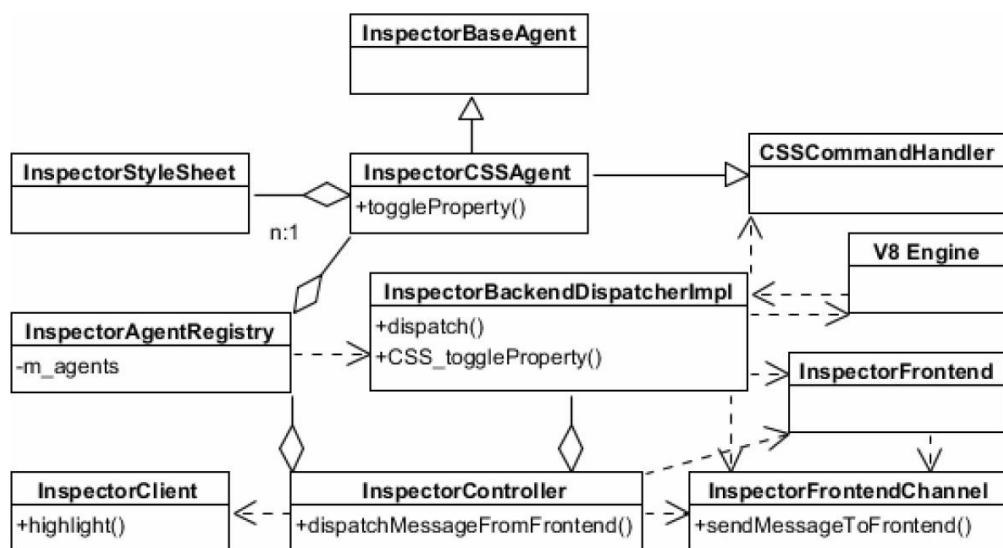 InspectorBaseAgent
InspectorStyleSheet
InspectorCSSAgent
+toggleProperty()
CSSCommandHandler
n:1
V8 Engine
InspectorBackendDispatcherImpl
+dispatch()
+CSS_toggleProperty()
InspectorAgentRegistry
-m_agents
InspectorFrontend
InspectorClient
+highlight()
InspectorController
+dispatchMessageFromFrontend()
InspectorFrontendChannel
+sendMessageToFrontend()